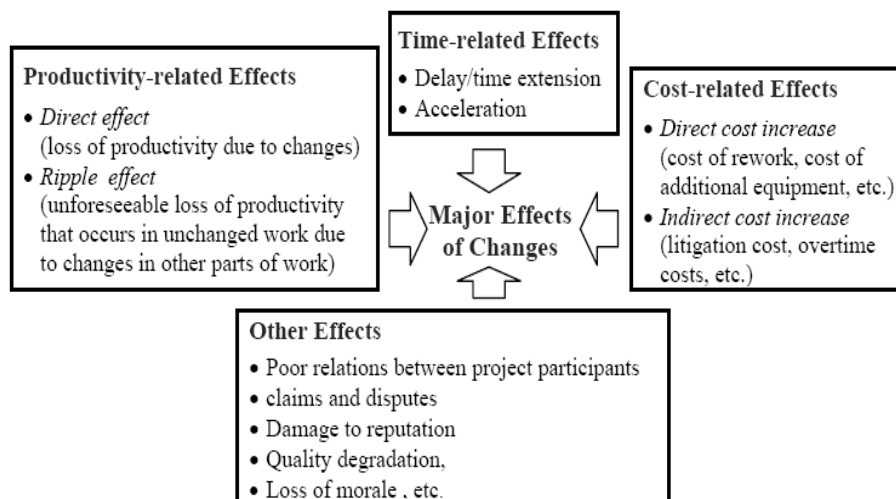 Time-related Effects
• Delay/time extension
• Acceleration
Productivity-related Effects
• Direct effect
(loss of productivity due to changes)
• Ripple effect
(unforeseeable loss of productivity
that occurs in unchanged work due
to changes in other parts of work)
Cost-related Effects
• Direct cost increase
(cost of rework, cost of
additional equipment, etc.)
• Indirect cost increase
(litigation cost, overtime
costs, etc.)
Major Effects
of Changes
Other Effects
• Poor relations between project participants
• claims and disputes
• Damage to reputation
• Quality degradation,
• Loss of morale , etc.